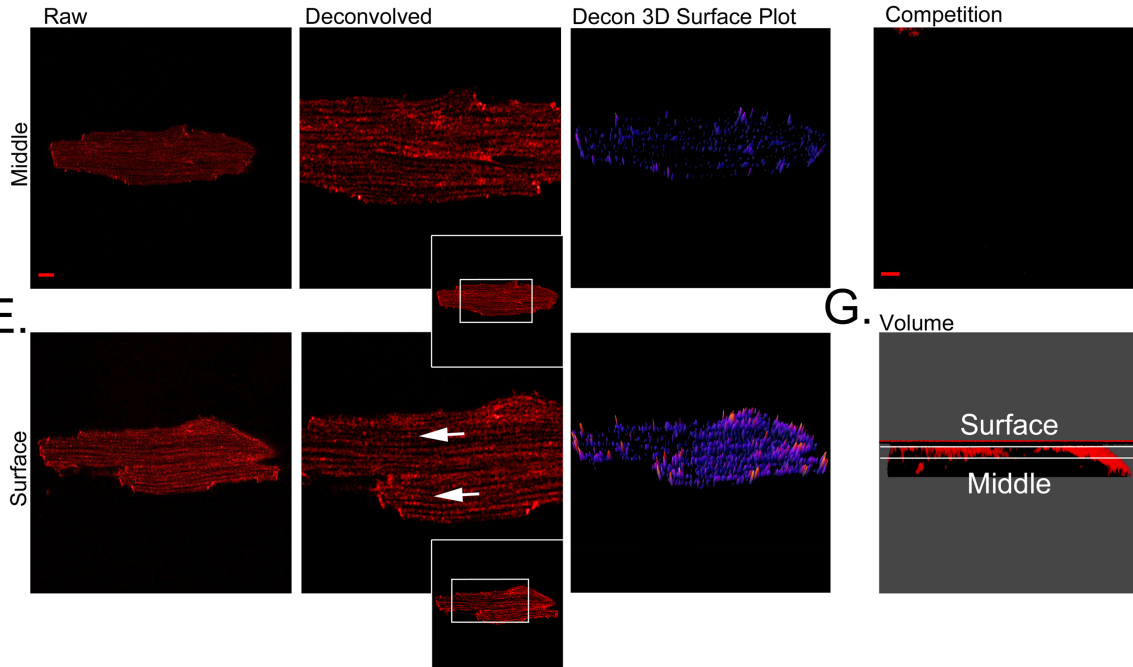 Raw
Deconvolved
Decon 3D Surface Plot
Competition
Middle
E.
G.
Volume
Surface
Surface
Middle